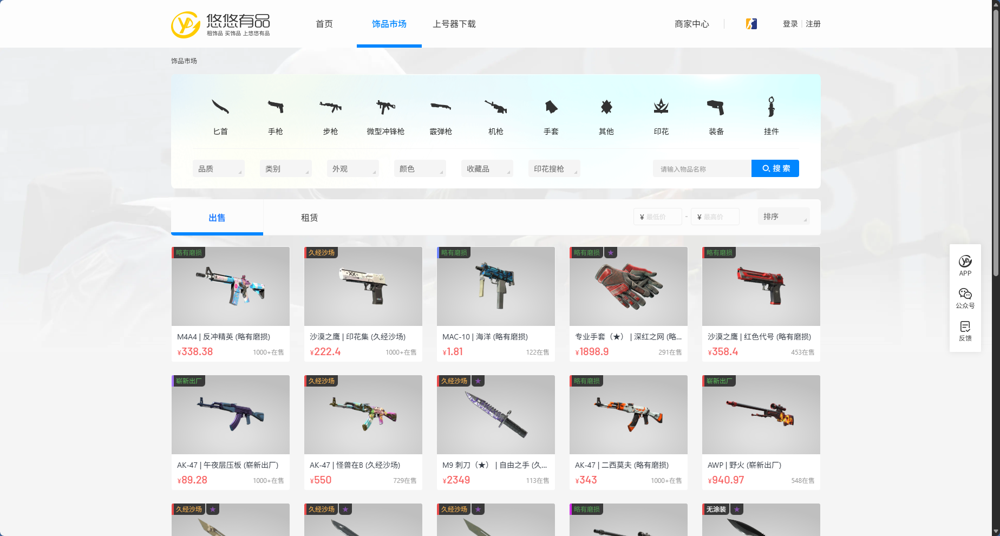 悠悠有品
租饰品 买饰品 上悠悠有品
首页
饰品市场
上号器下载
商家中心
登录 | 注册
饰品市场
匕首
手枪
步枪
微型冲锋枪
霰弹枪
机枪
手套
其他
印花
装备
挂件
品质
类别
外观
颜色
收藏品
印花搜枪
请输入物品名称
搜 索
出售
租赁
¥ 最低价
-
¥ 最高价
排序
略有磨损
M4A4 | 反冲精英 (略有磨损)
¥338.38
1000+在售
久经沙场
沙漠之鹰 | 印花集 (久经沙场)
¥222.4
1000+在售
略有磨损
MAC-10 | 海洋 (略有磨损)
¥1.81
122在售
略有磨损 ★
专业手套（★） | 深红之网 (略...
¥1898.9
291在售
略有磨损
沙漠之鹰 | 红色代号 (略有磨损)
¥358.4
453在售
崭新出厂
AK-47 | 午夜层压板 (崭新出厂)
¥89.28
1000+在售
久经沙场
AK-47 | 怪兽在B (久经沙场)
¥550
729在售
久经沙场 ★
M9 刺刀（★） | 自由之手 (久...
¥2349
113在售
略有磨损
AK-47 | 二西莫夫 (略有磨损)
¥343
1000+在售
崭新出厂
AWP | 野火 (崭新出厂)
¥940.97
548在售
久经沙场 ★
久经沙场 ★
久经沙场 ★
略有磨损
无涂装 ★
APP
公众号
反馈